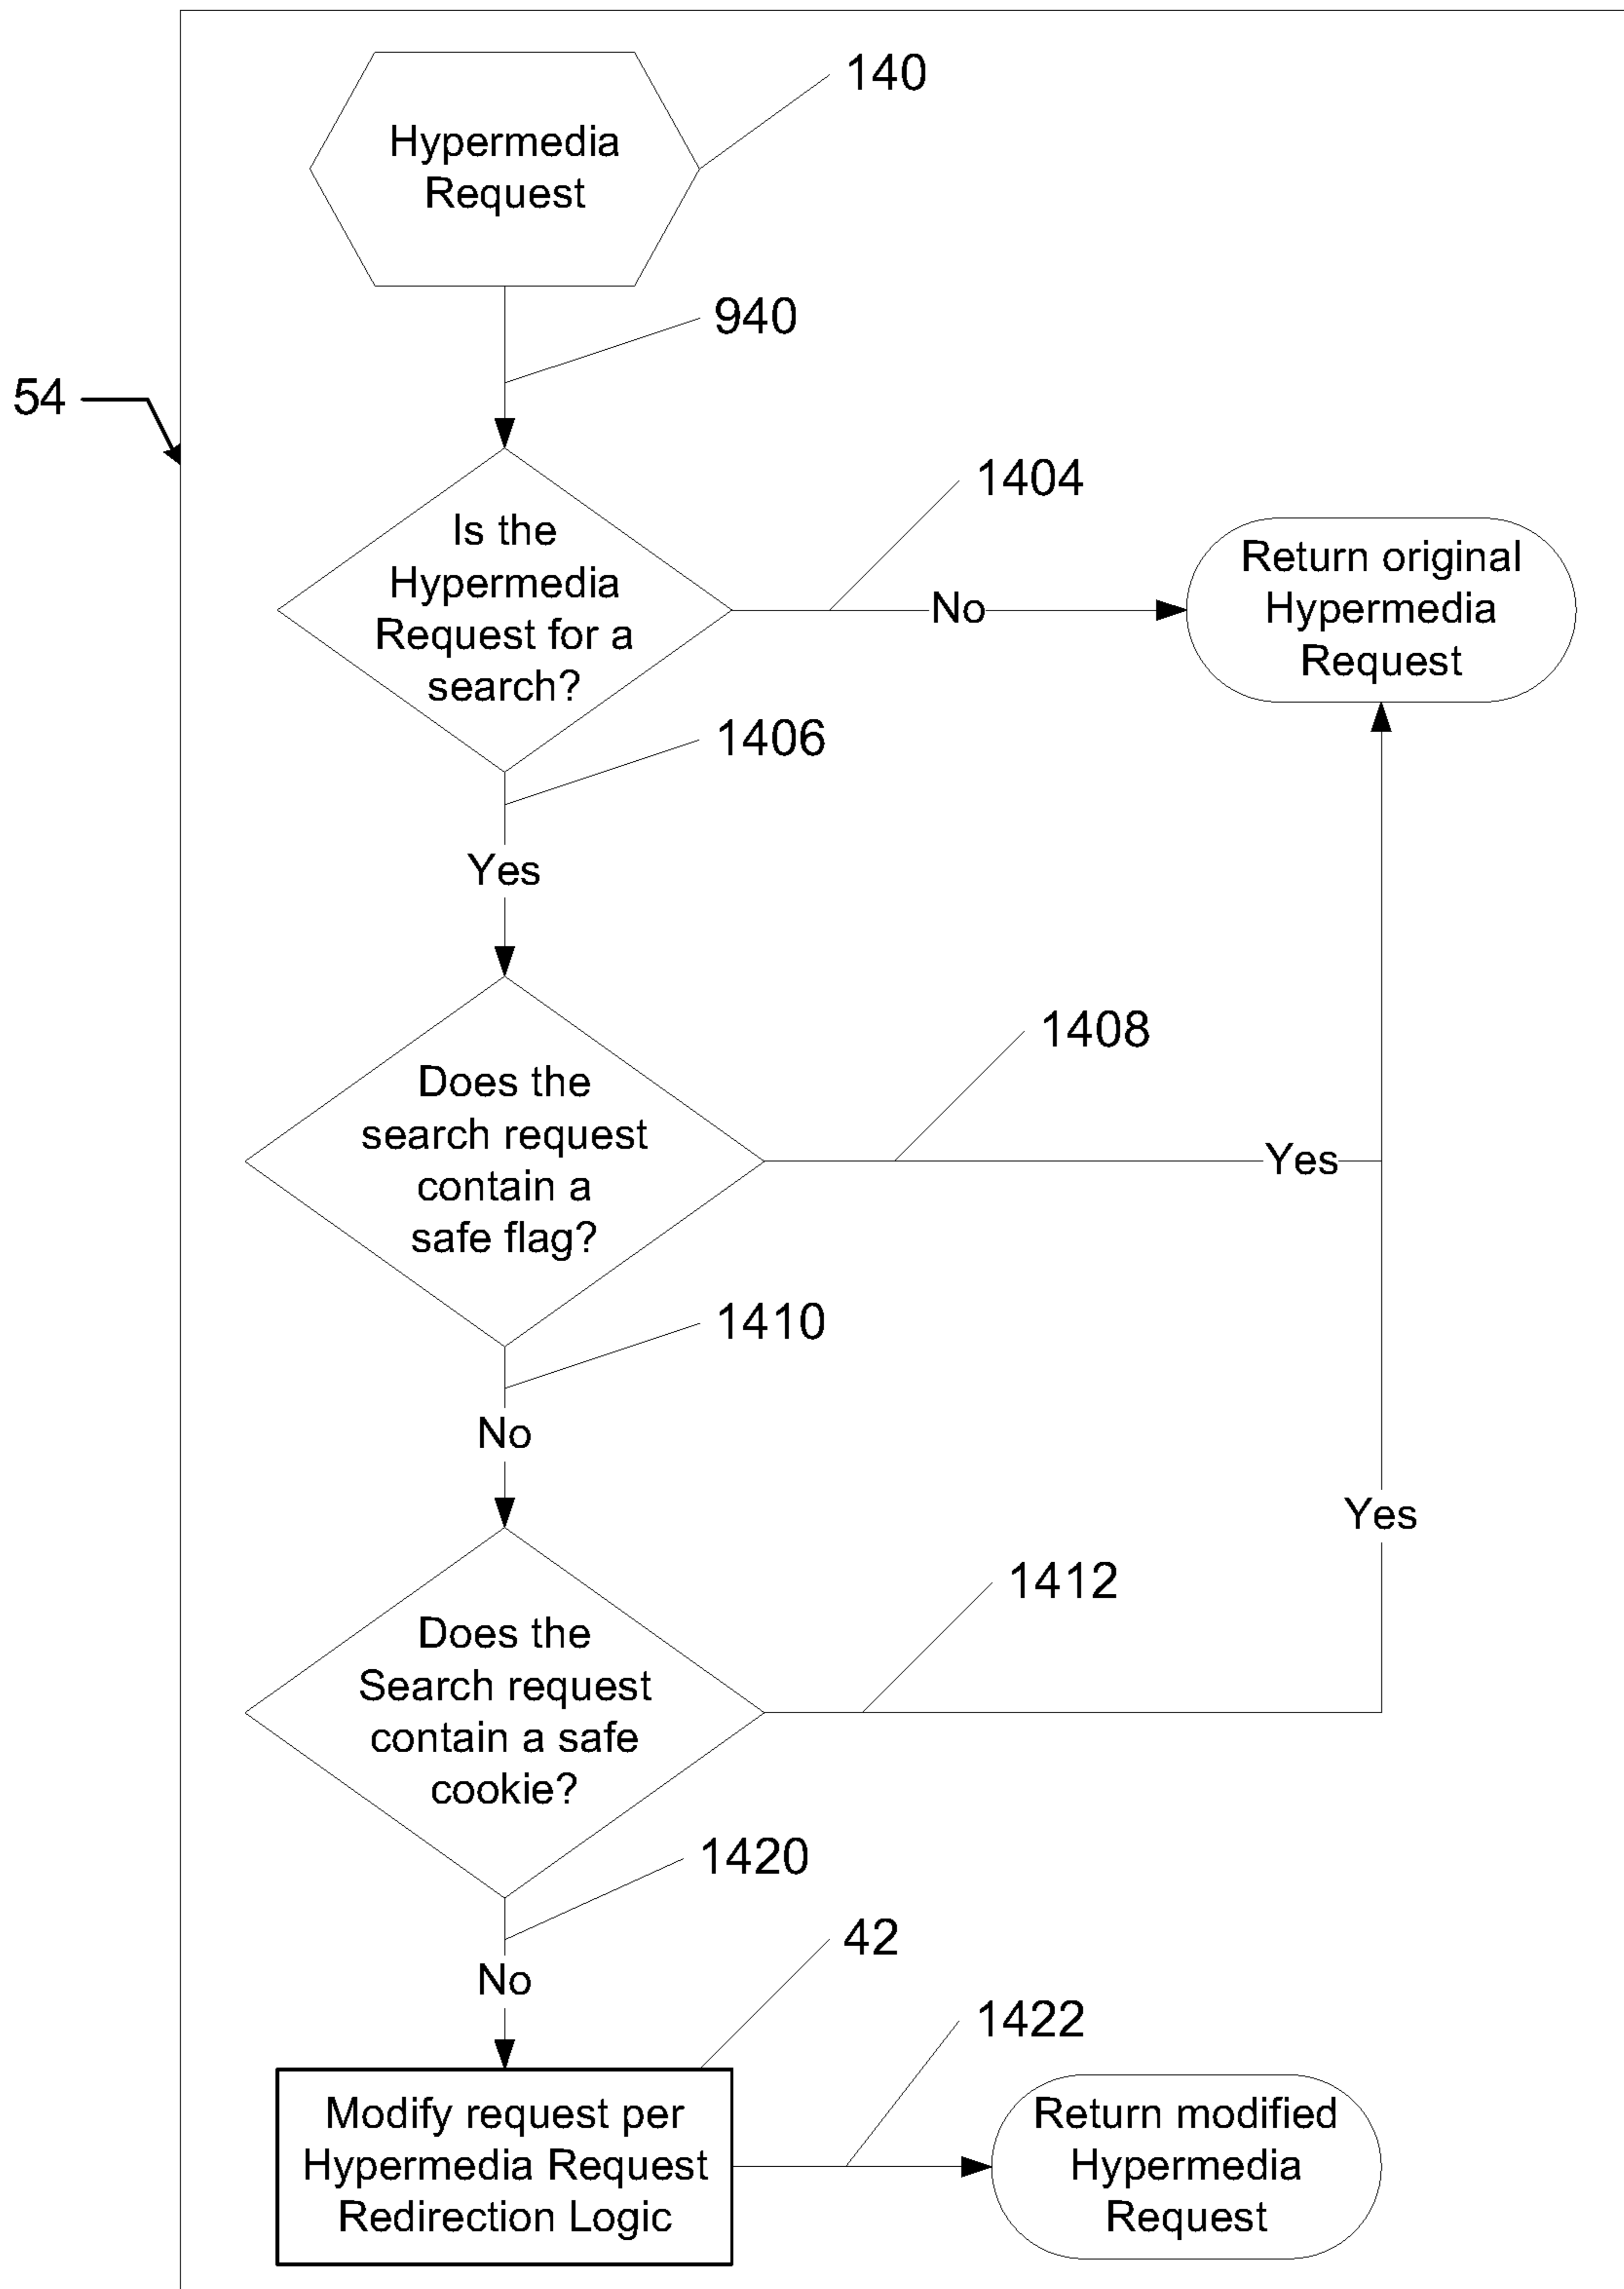 140
Hypermedia
Request
940
54
1404
Is the
Hypermedia
Request for a
search?
No
Return original
Hypermedia
Request
1406
Yes
1408
Does the
search request
contain a
safe flag?
Yes
1410
No
Yes
1412
Does the
Search request
contain a safe
cookie?
1420
42
No
1422
Modify request per
Hypermedia Request
Redirection Logic
Return modified
Hypermedia
Request